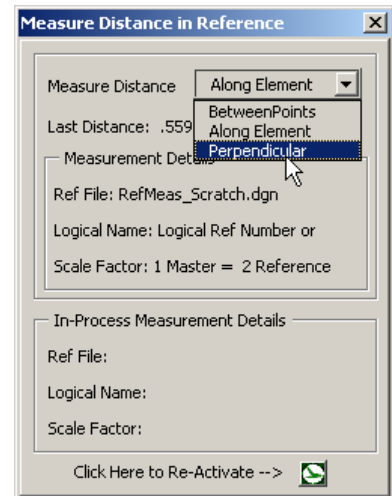 Measure Distance in Reference
Measure Distance Along Element
BetweenPoints
Along Element
Perpendicular
Last Distance: .559
Measurement Det
Ref File: RefMeas_Scratch.dgn
Logical Name: Logical Ref Number or
Scale Factor: 1 Master = 2 Reference
In-Process Measurement Details
Ref File:
Logical Name:
Scale Factor:
Click Here to Re-Activate -->